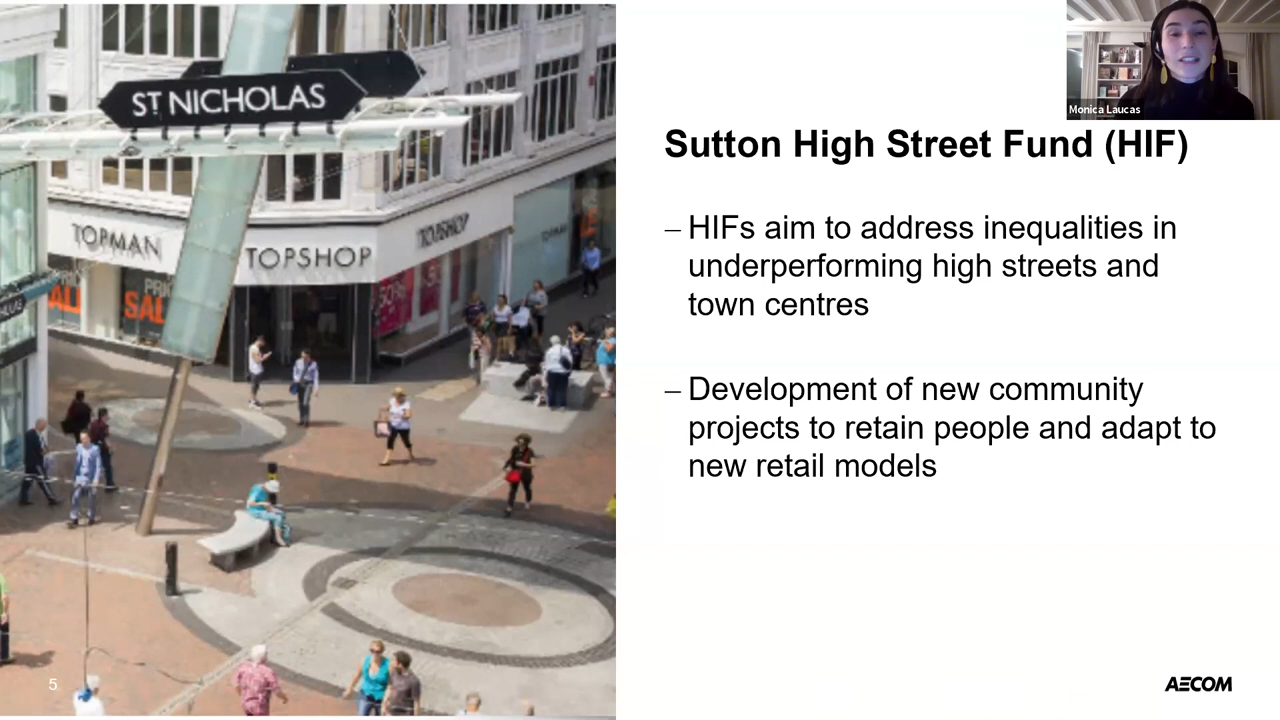 ST NICHOLAS
TOPMAN
TOPSHOP
TOPSHOP
SAL
50%
Monica Laucas
Sutton High Street Fund (HIF)
– HIFs aim to address inequalities in
underperforming high streets and
town centres
– Development of new community
projects to retain people and adapt to
new retail models
5
AECOM